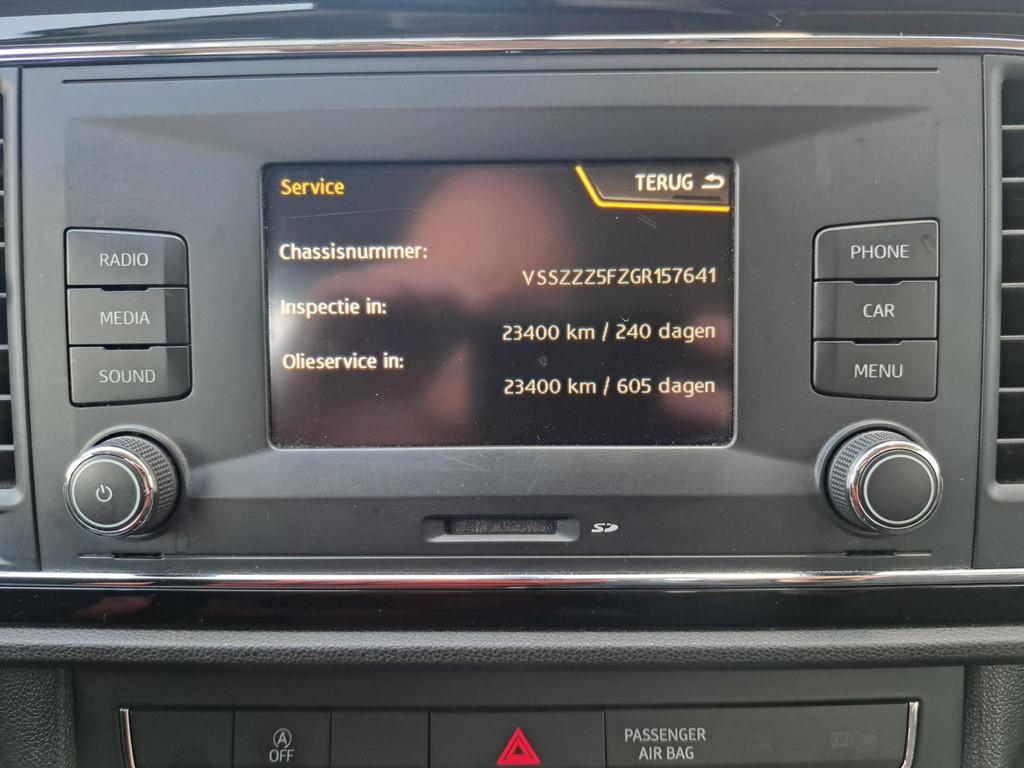 Service
TERUG
Chassisnummer:
VSSZZZ5FZGR157641
Inspectie in:
23400 km / 240 dagen
Olieservice in:
23400 km / 605 dagen
RADIO
MEDIA
SOUND
PHONE
CAR
MENU
SD
A
OFF
PASSENGER
AIR BAG